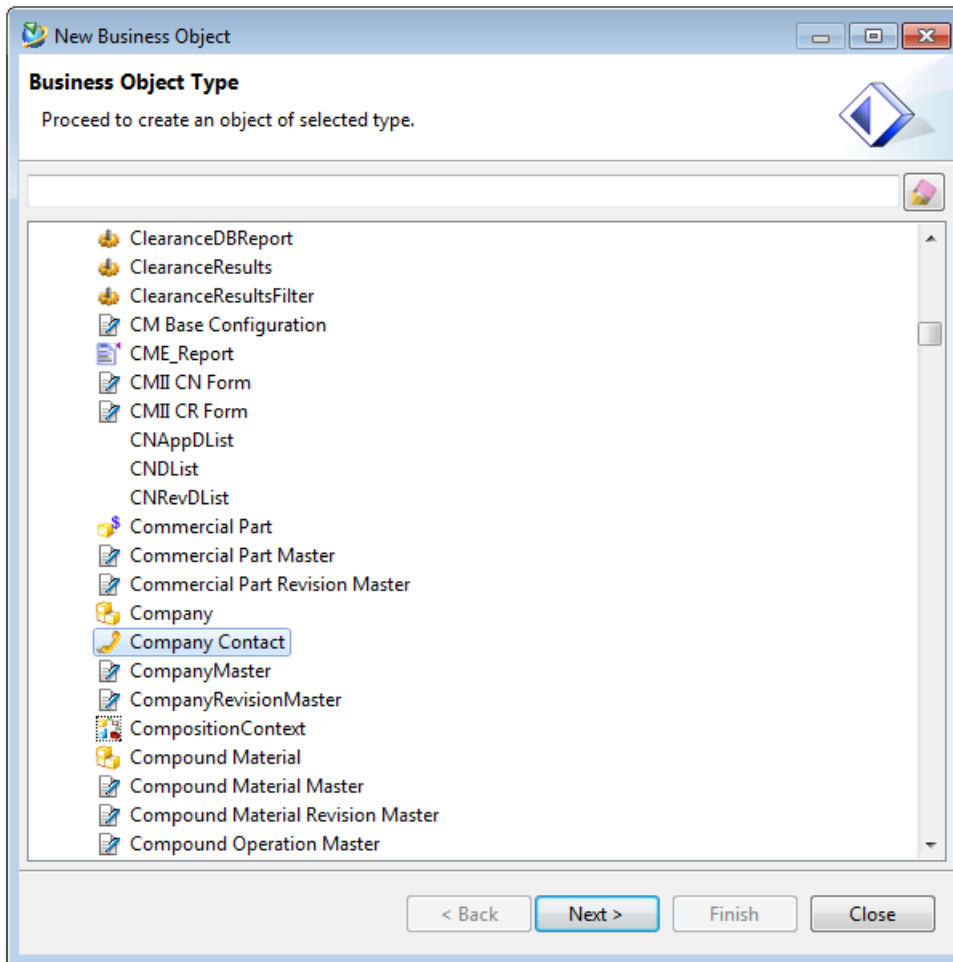 New Business Object
Business Object Type
Proceed to create an object of selected type.
ClearanceDBReport
ClearanceResults
ClearanceResultsFilter
CM Base Configuration
CME_Report
CMII CN Form
CMII CR Form
CNAppDList
CNDList
CNRevDList
Commercial Part
Commercial Part Master
Commercial Part Revision Master
Company
Company Contact
CompanyMaster
CompanyRevisionMaster
CompositionContext
Compound Material
Compound Material Master
Compound Material Revision Master
Compound Operation Master
< Back Next > Finish Close